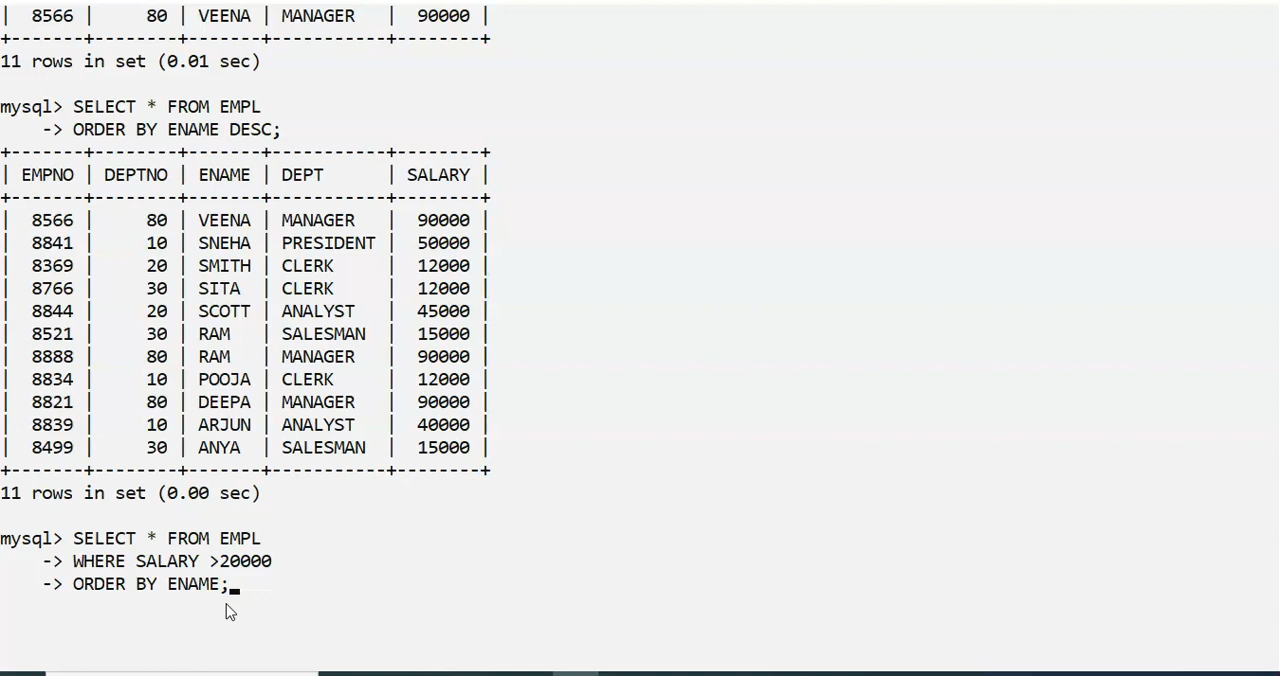 |  8566 |     80 | VEENA | MANAGER   |  90000 |
+-------+--------+-------+-----------+--------+
11 rows in set (0.01 sec)
mysql> SELECT * FROM EMPL
    -> ORDER BY ENAME DESC;
+-------+--------+-------+-----------+--------+
| EMPNO | DEPTNO | ENAME | DEPT      | SALARY |
+-------+--------+-------+-----------+--------+
|  8566 |     80 | VEENA | MANAGER   |  90000 |
|  8841 |     10 | SNEHA | PRESIDENT |  50000 |
|  8369 |     20 | SMITH | CLERK     |  12000 |
|  8766 |     30 | SITA  | CLERK     |  12000 |
|  8844 |     20 | SCOTT | ANALYST   |  45000 |
|  8521 |     30 | RAM   | SALESMAN  |  15000 |
|  8888 |     80 | RAM   | MANAGER   |  90000 |
|  8834 |     10 | POOJA | CLERK     |  12000 |
|  8821 |     80 | DEEPA | MANAGER   |  90000 |
|  8839 |     10 | ARJUN | ANALYST   |  40000 |
|  8499 |     30 | ANYA  | SALESMAN  |  15000 |
+-------+--------+-------+-----------+--------+
11 rows in set (0.00 sec)
mysql> SELECT * FROM EMPL
    -> WHERE SALARY >20000
    -> ORDER BY ENAME;